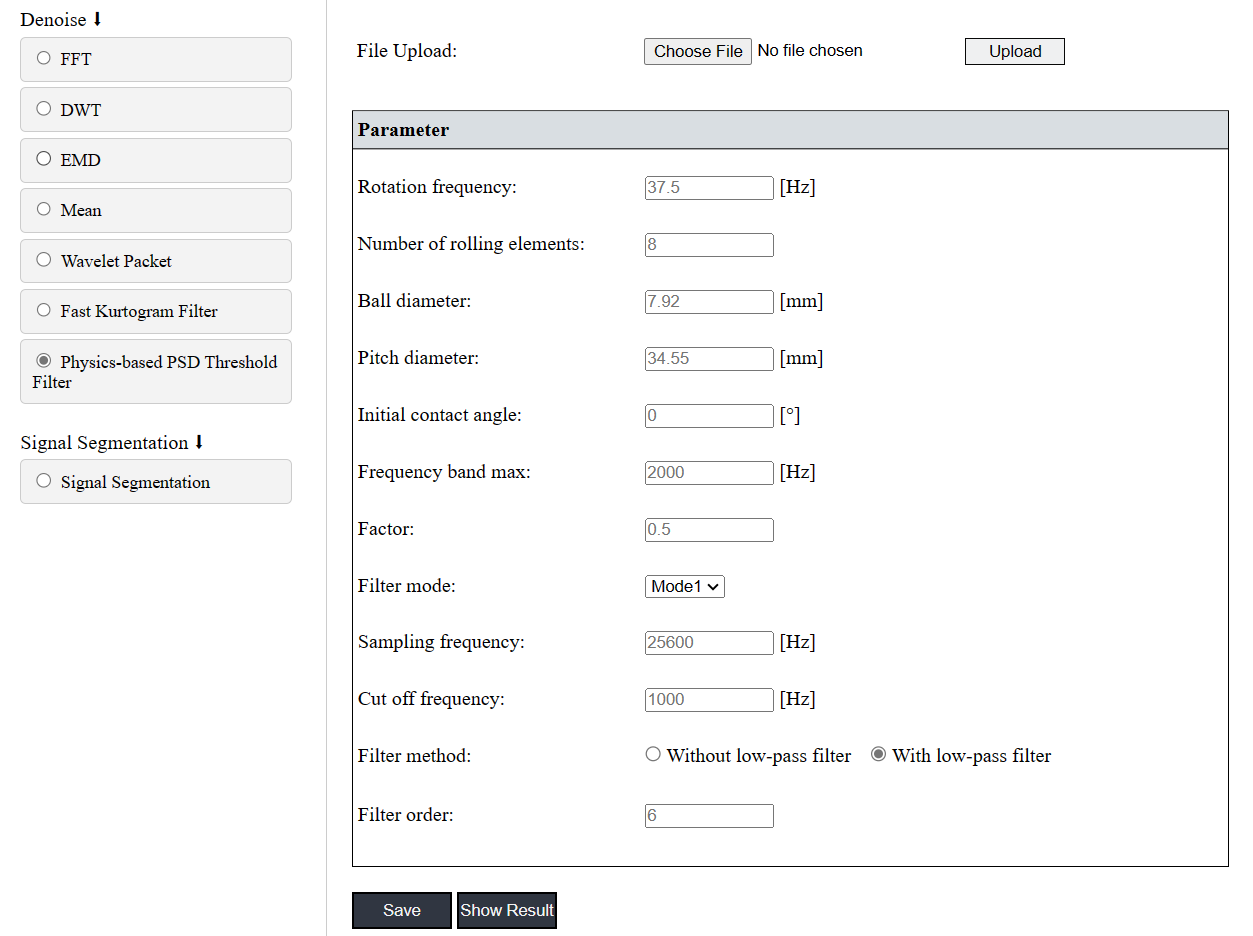 Denoise ⬇
FFT
DWT
EMD
Mean
Wavelet Packet
Fast Kurtogram Filter
Physics-based PSD Threshold
Filter
Signal Segmentation ⬇
Signal Segmentation
File Upload: Choose File No file chosen Upload
Parameter
Rotation frequency: 37.5 [Hz]
Number of rolling elements: 8
Ball diameter: 7.92 [mm]
Pitch diameter: 34.55 [mm]
Initial contact angle: 0 [°]
Frequency band max: 2000 [Hz]
Factor: 0.5
Filter mode: Mode1
Sampling frequency: 25600 [Hz]
Cut off frequency: 1000 [Hz]
Filter method: Without low-pass filter With low-pass filter
Filter order: 6
Save Show Result